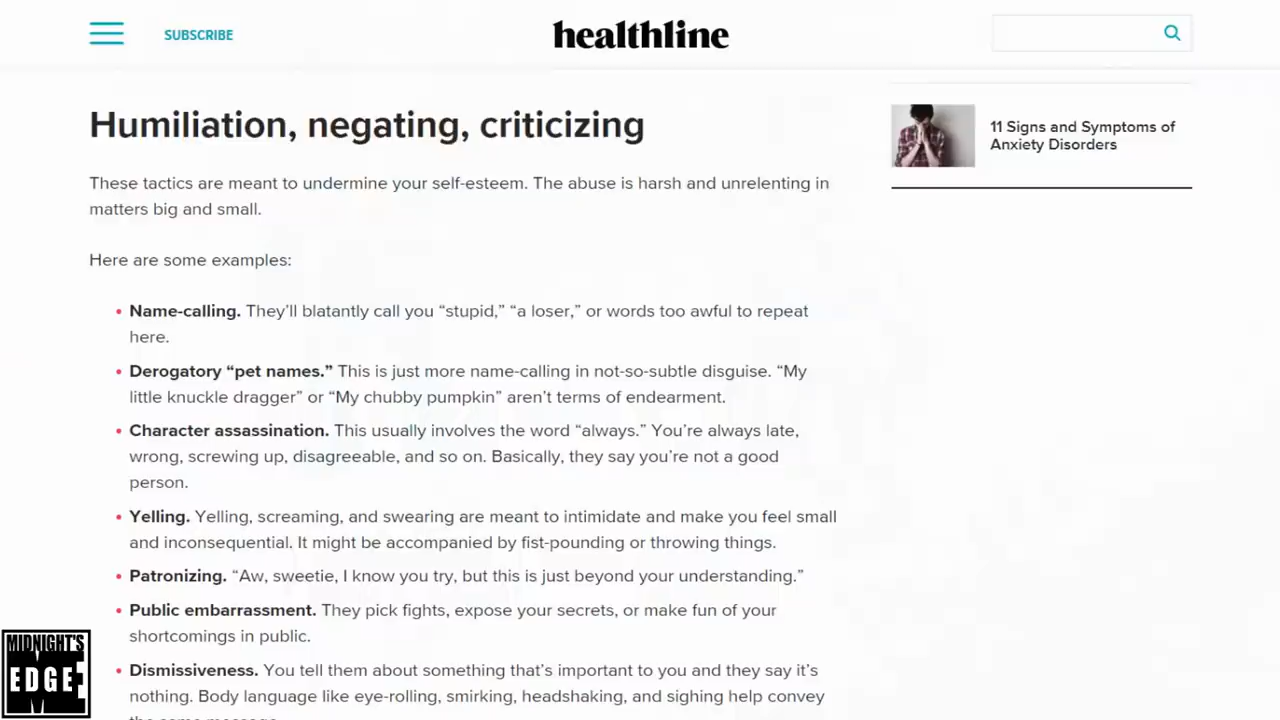 SUBSCRIBE
healthline
Humiliation, negating, criticizing
These tactics are meant to undermine your self-esteem. The abuse is harsh and unrelenting in
matters big and small.
Here are some examples:
• Name-calling. They’ll blatantly call you “stupid,” “a loser,” or words too awful to repeat
here.
• Derogatory “pet names.” This is just more name-calling in not-so-subtle disguise. “My
little knuckle dragger” or “My chubby pumpkin” aren’t terms of endearment.
• Character assassination. This usually involves the word “always.” You’re always late,
wrong, screwing up, disagreeable, and so on. Basically, they say you’re not a good
person.
• Yelling. Yelling, screaming, and swearing are meant to intimidate and make you feel small
and inconsequential. It might be accompanied by fist-pounding or throwing things.
• Patronizing. “Aw, sweetie, I know you try, but this is just beyond your understanding.”
• Public embarrassment. They pick fights, expose your secrets, or make fun of your
shortcomings in public.
• Dismissiveness. You tell them about something that’s important to you and they say it’s
nothing. Body language like eye-rolling, smirking, headshaking, and sighing help convey
the same message.
11 Signs and Symptoms of
Anxiety Disorders
MIDNIGHT'S
EDGE